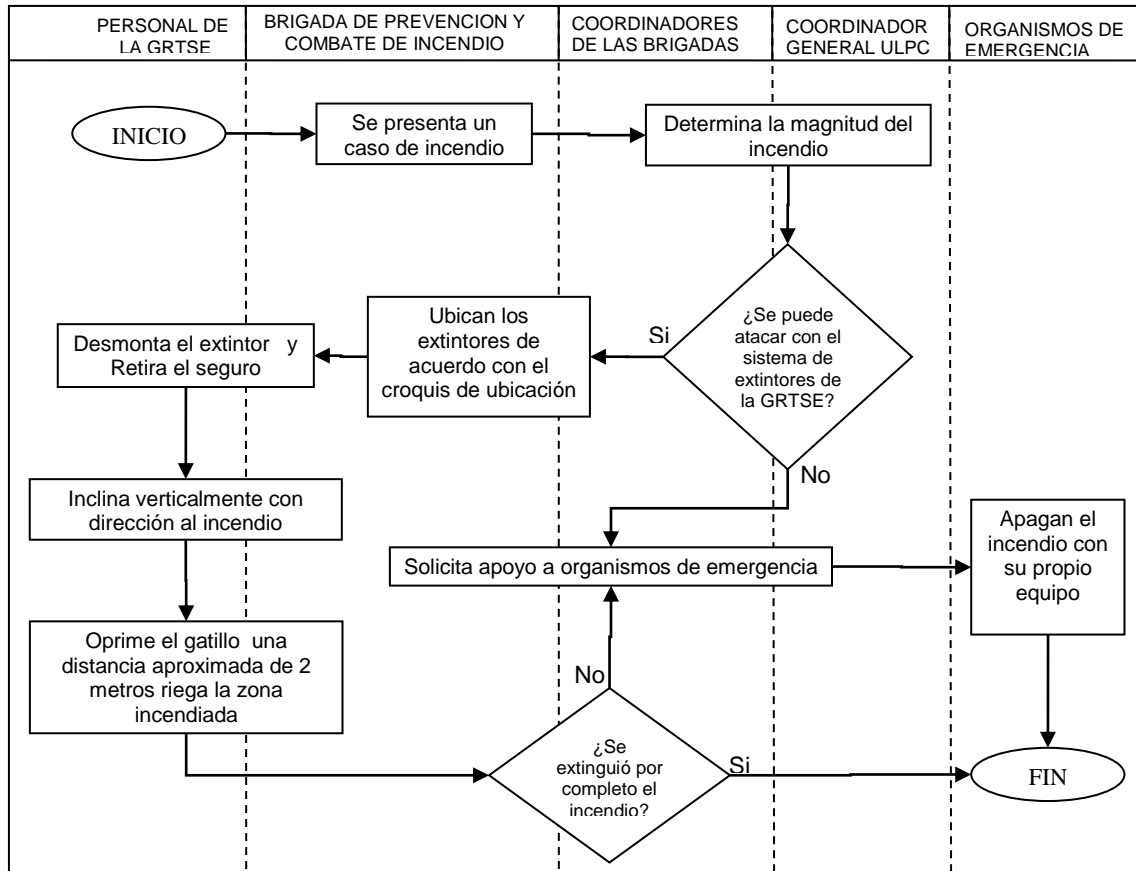 PERSONAL DE
LA GRTSE
BRIGADA DE PREVENCION Y
COMBATE DE INCENDIO
COORDINADORES
DE LAS BRIGADAS
COORDINADOR
GENERAL ULPC
ORGANISMOS DE
EMERGENCIA
INICIO
Se presenta un
caso de incendio
Determina la magnitud del
incendio
¿Se puede
atacar con el
sistema de
extintores de
la GRTSE?
Si
Ubican los
extintores de
acuerdo con el
croquis de ubicación
Desmonta el extintor y
Retira el seguro
No
Inclina verticalmente con
dirección al incendio
Solicita apoyo a organismos de emergencia
Apagan el
incendio con
su propio
equipo
Oprime el gatillo una
distancia aproximada de 2
metros riega la zona
incendiada
No
¿Se
extinguió por
completo el
incendio?
Si
FIN